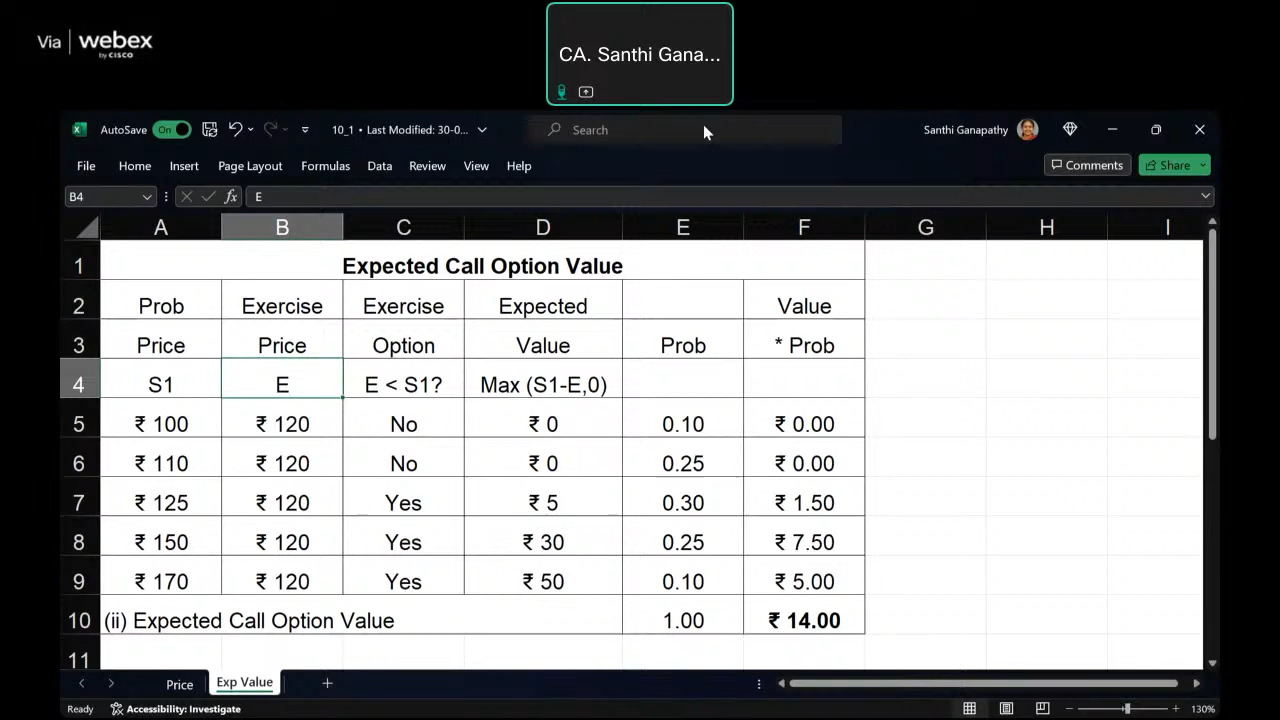 Via | webex
by CISCO
CA. Santhi Gana...
AutoSave On 10_1 • Last Modified: 30-0... Search Santhi Ganapathy
File Home Insert Page Layout Formulas Data Review View Help Comments Share
B4 fx E
A B C D E F G H I
1 Expected Call Option Value
2 Prob Exercise Exercise Expected Value
3 Price Price Option Value Prob * Prob
4 S1 E E < S1? Max (S1-E,0)
5 ₹ 100 ₹ 120 No ₹ 0 0.10 ₹ 0.00
6 ₹ 110 ₹ 120 No ₹ 0 0.25 ₹ 0.00
7 ₹ 125 ₹ 120 Yes ₹ 5 0.30 ₹ 1.50
8 ₹ 150 ₹ 120 Yes ₹ 30 0.25 ₹ 7.50
9 ₹ 170 ₹ 120 Yes ₹ 50 0.10 ₹ 5.00
10 (ii) Expected Call Option Value 1.00 ₹ 14.00
11
Price Exp Value
Ready Accessibility: Investigate 130%